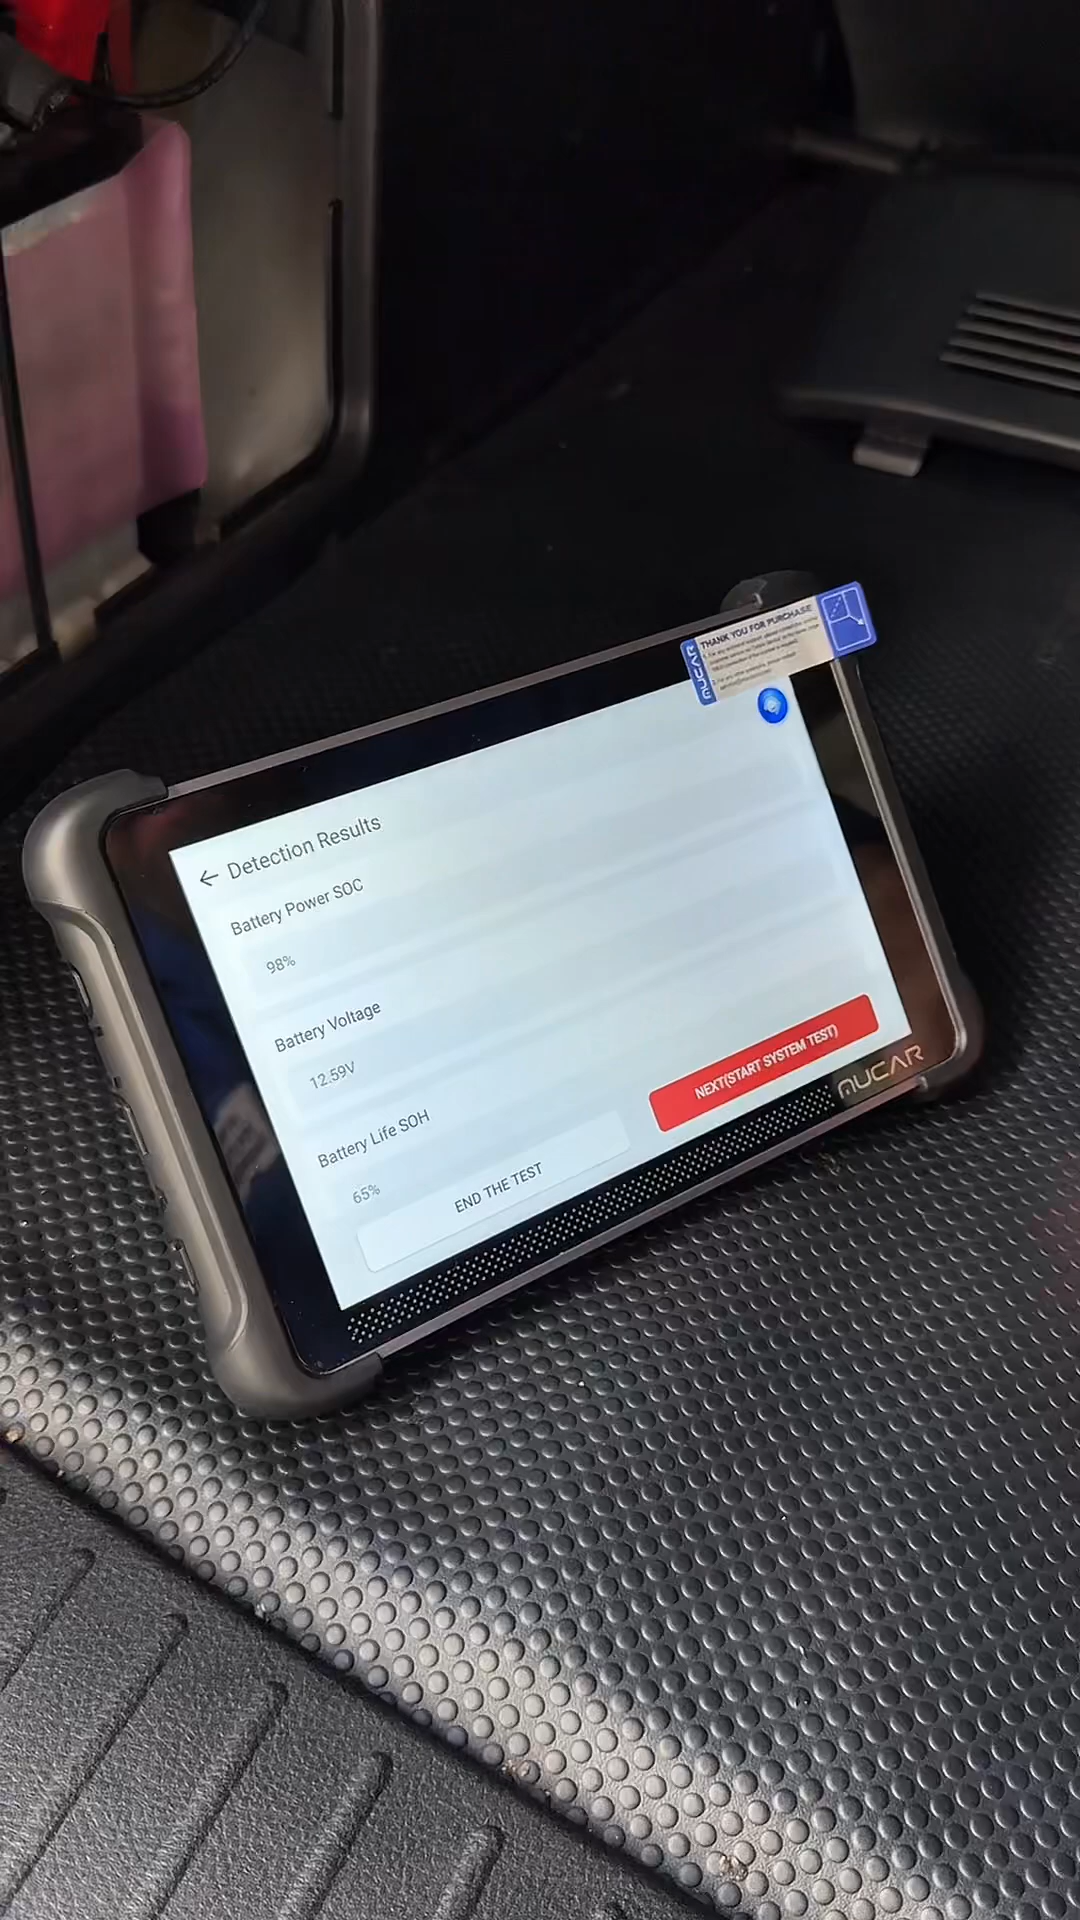 THANK YOU FOR PURCHASE
MUCAR
← Detection Results
Battery Power SOC
98%
Battery Voltage
12.59V
Battery Life SOH
65%
END THE TEST
NEXT(START SYSTEM TEST)
MUCAR